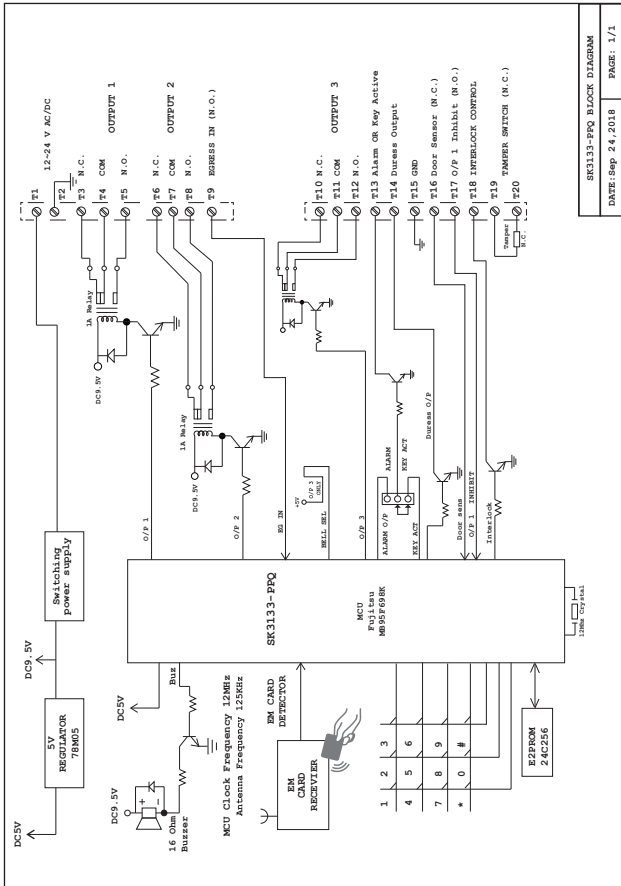 DC5V
5V
REGULATOR
78M05
DC9.5V
Switching
power supply
T1 12~24 V AC/DC
T2
T3 N.C.
T4 COM
T5 N.O.
OUTPUT 1
T6 N.C.
T7 COM
T8 N.O.
OUTPUT 2
T9 EGRESS IN (N.O.)
T10 N.C.
T11 COM
T12 N.O.
OUTPUT 3
T13 Alarm OR Key Active
T14 Duress Output
T15 GND
T16 Door Sensor (N.C.)
T17 O/P 1 Inhibit (N.O.)
T18 INTERLOCK CONTROL
T19
T20 TAMPER SWITCH (N.C.)
Tamper
N.C.
1A Relay
DC9.5V
1A Relay
DC9.5V
O/P 1
O/P 2
EG IN
+5V
O/P 3
ONLY
BELL SEL
O/P 3
ALARM O/P
ALARM
KEY ACT
KEY ACT
Duress O/P
Door sens
O/P 1 INHIBIT
Interlock
SK3133-PPQ
MCU
Fujitsu
MB95F698K
12Mhz Crystal
DC5V
Buz
DC9.5V
+
-
16 Ohm
Buzzer
MCU Clock Frequency 12MHz
Antenna Frequency 125KHz
EM CARD
DETECTOR
EM
CARD
RECEVIER
1 2 3
4 5 6
7 8 9
* 0 #
E2PROM
24C256
SK3133-PPQ BLOCK DIAGRAM
DATE:Sep 24,2018 PAGE: 1/1